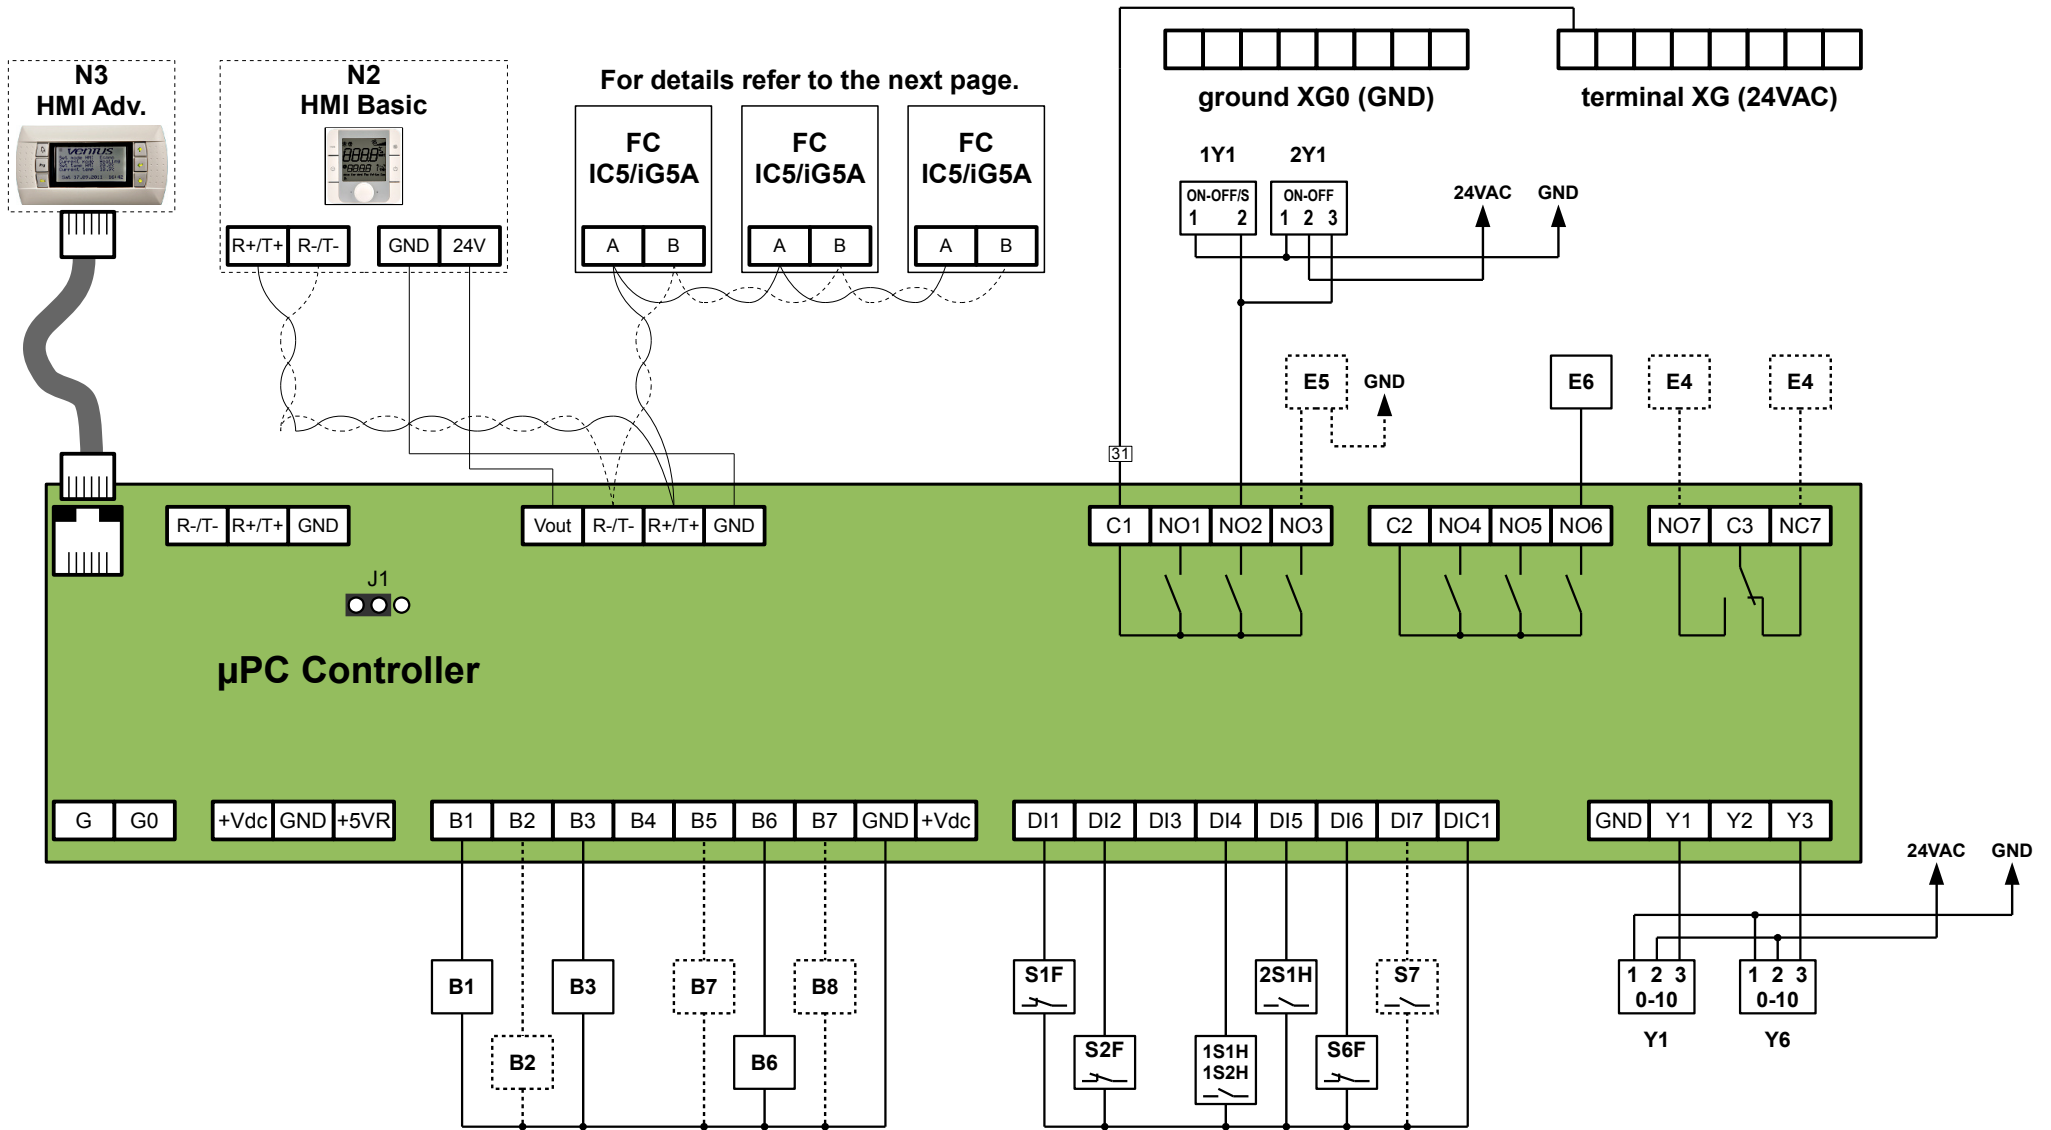 N3
HMI Adv.
VENTUS
N2
HMI Basic
R+/T+ R-/T- GND 24V
For details refer to the next page.
FC
IC5/iG5A
A B
FC
IC5/iG5A
A B
FC
IC5/iG5A
A B
ground XG0 (GND)
terminal XG (24VAC)
1Y1 2Y1
ON-OFF/S
1 2
ON-OFF
1 2 3
24VAC GND
E5 GND
E6
E4
E4
31
R-/T- R+/T+ GND
Vout R-/T- R+/T+ GND
C1 NO1 NO2 NO3
C2 NO4 NO5 NO6
NO7 C3 NC7
J1
µPC Controller
G G0
+Vdc GND +5VR
B1 B2 B3 B4 B5 B6 B7 GND +Vdc
DI1 DI2 DI3 DI4 DI5 DI6 DI7 DIC1
GND Y1 Y2 Y3
24VAC GND
B1
B3
B7
B8
S1F
2S1H
S7
1 2 3
0-10
Y1
1 2 3
0-10
Y6
B2
B6
S2F
1S1H
1S2H
S6F